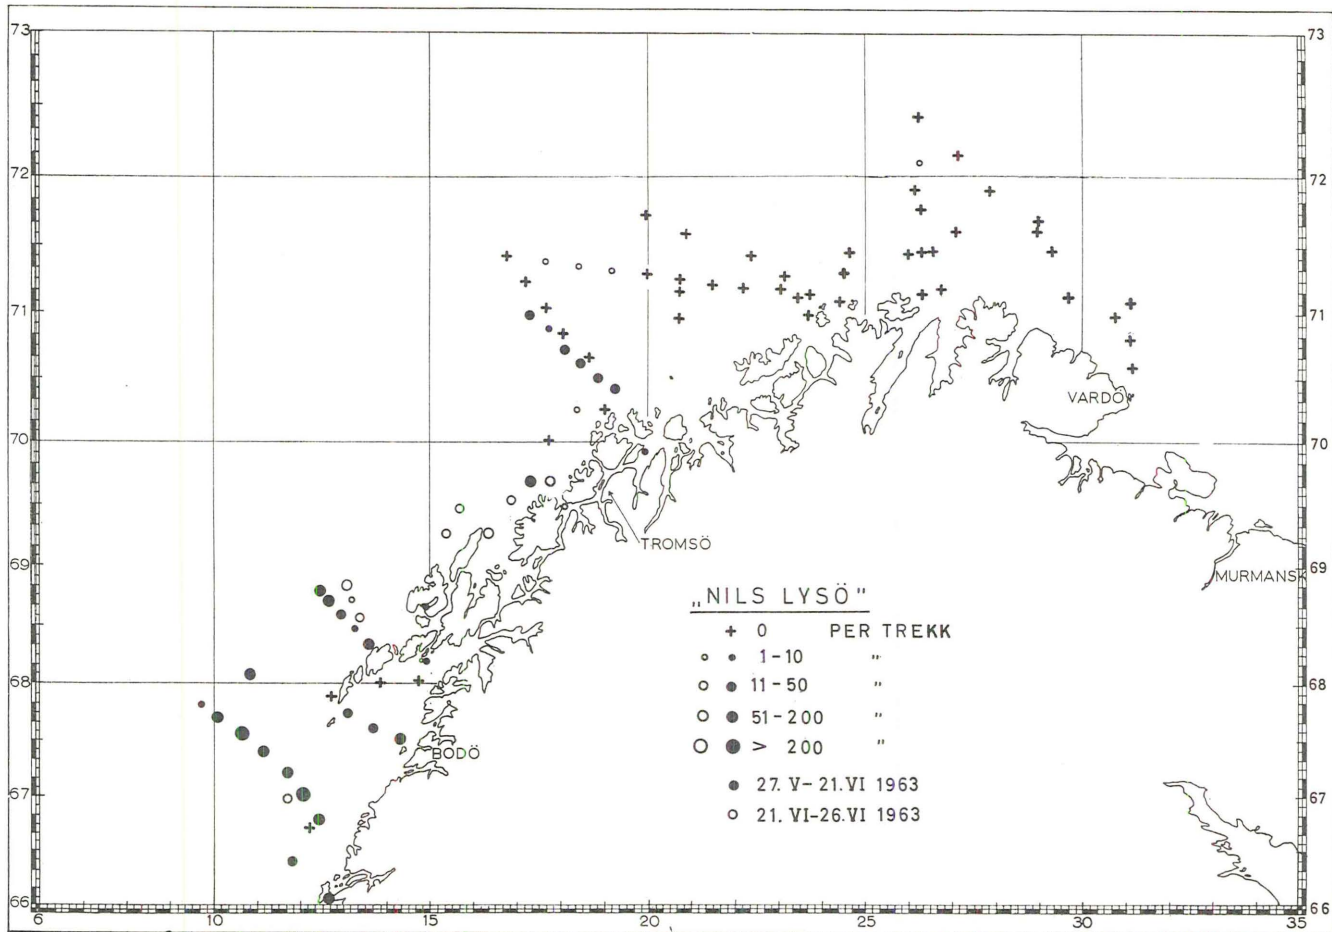 73
73
72
72
71
71
70
70
VARDÖ
TROMSÖ
69
69
MURMANSK
„NILS LYSÖ"
+ 0 PER TREKK
1-10 "
68
68
11-50 "
51-200 "
BODÖ
> 200 "
27. V-21. VI 1963
67
67
21. VI-26. VI 1963
66
66
6 10 15 20 25 30 35